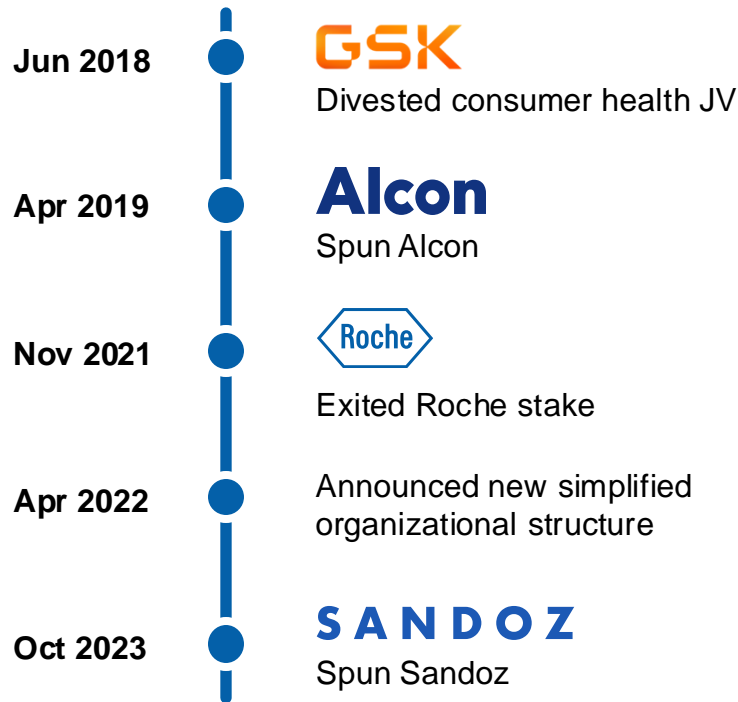 Jun 2018
GSK
Divested consumer health JV
Apr 2019
Alcon
Spun Alcon
Nov 2021
Roche
Exited Roche stake
Apr 2022
Announced new simplified
organizational structure
Oct 2023
SANDOZ
Spun Sandoz